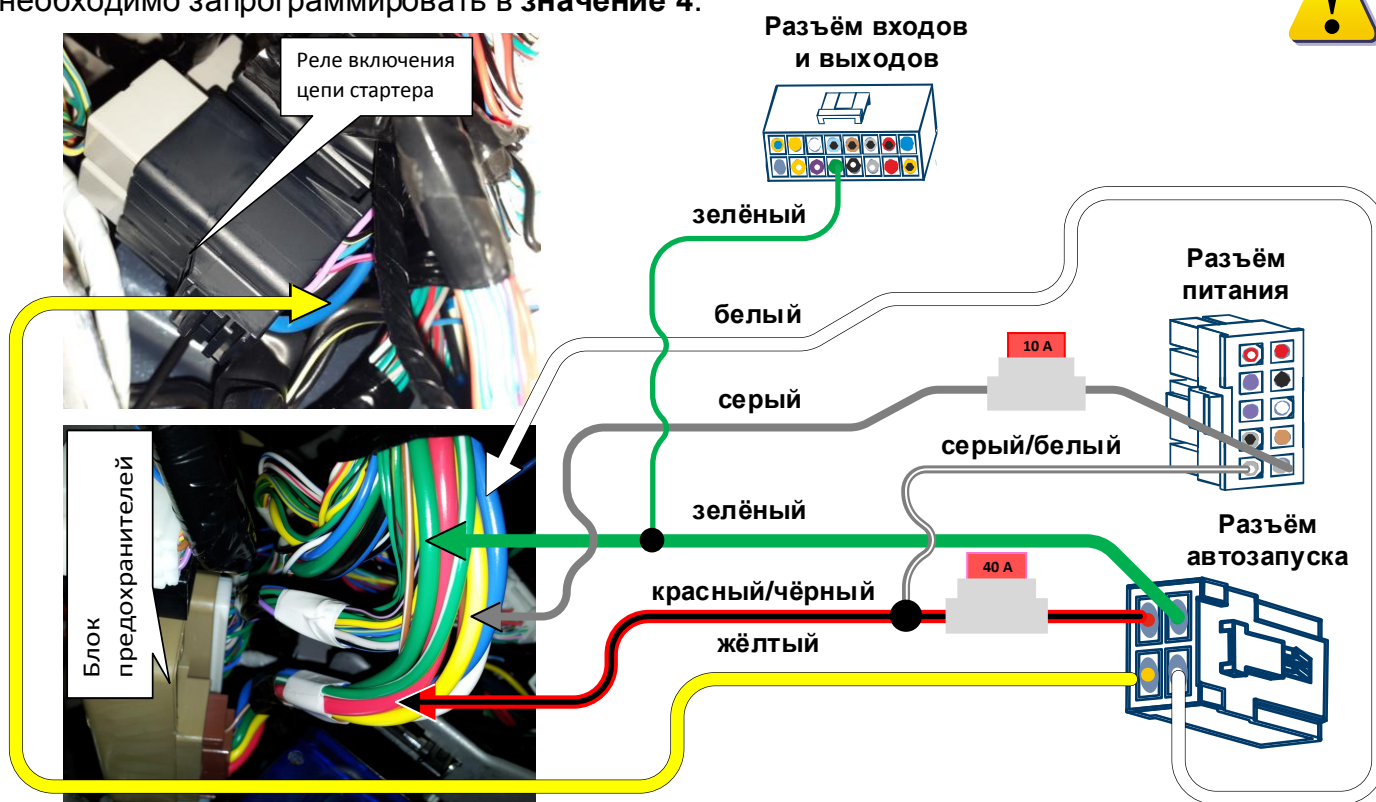 необходимо запрограммировать в значение 4.
Разъём входов
и выходов
Реле включения
цепи стартера
зелёный
белый
Разъём
питания
10 А
серый
серый/белый
зелёный
Разъём
автозапуска
40 А
красный/чёрный
жёлтый
Блок
предохранителей